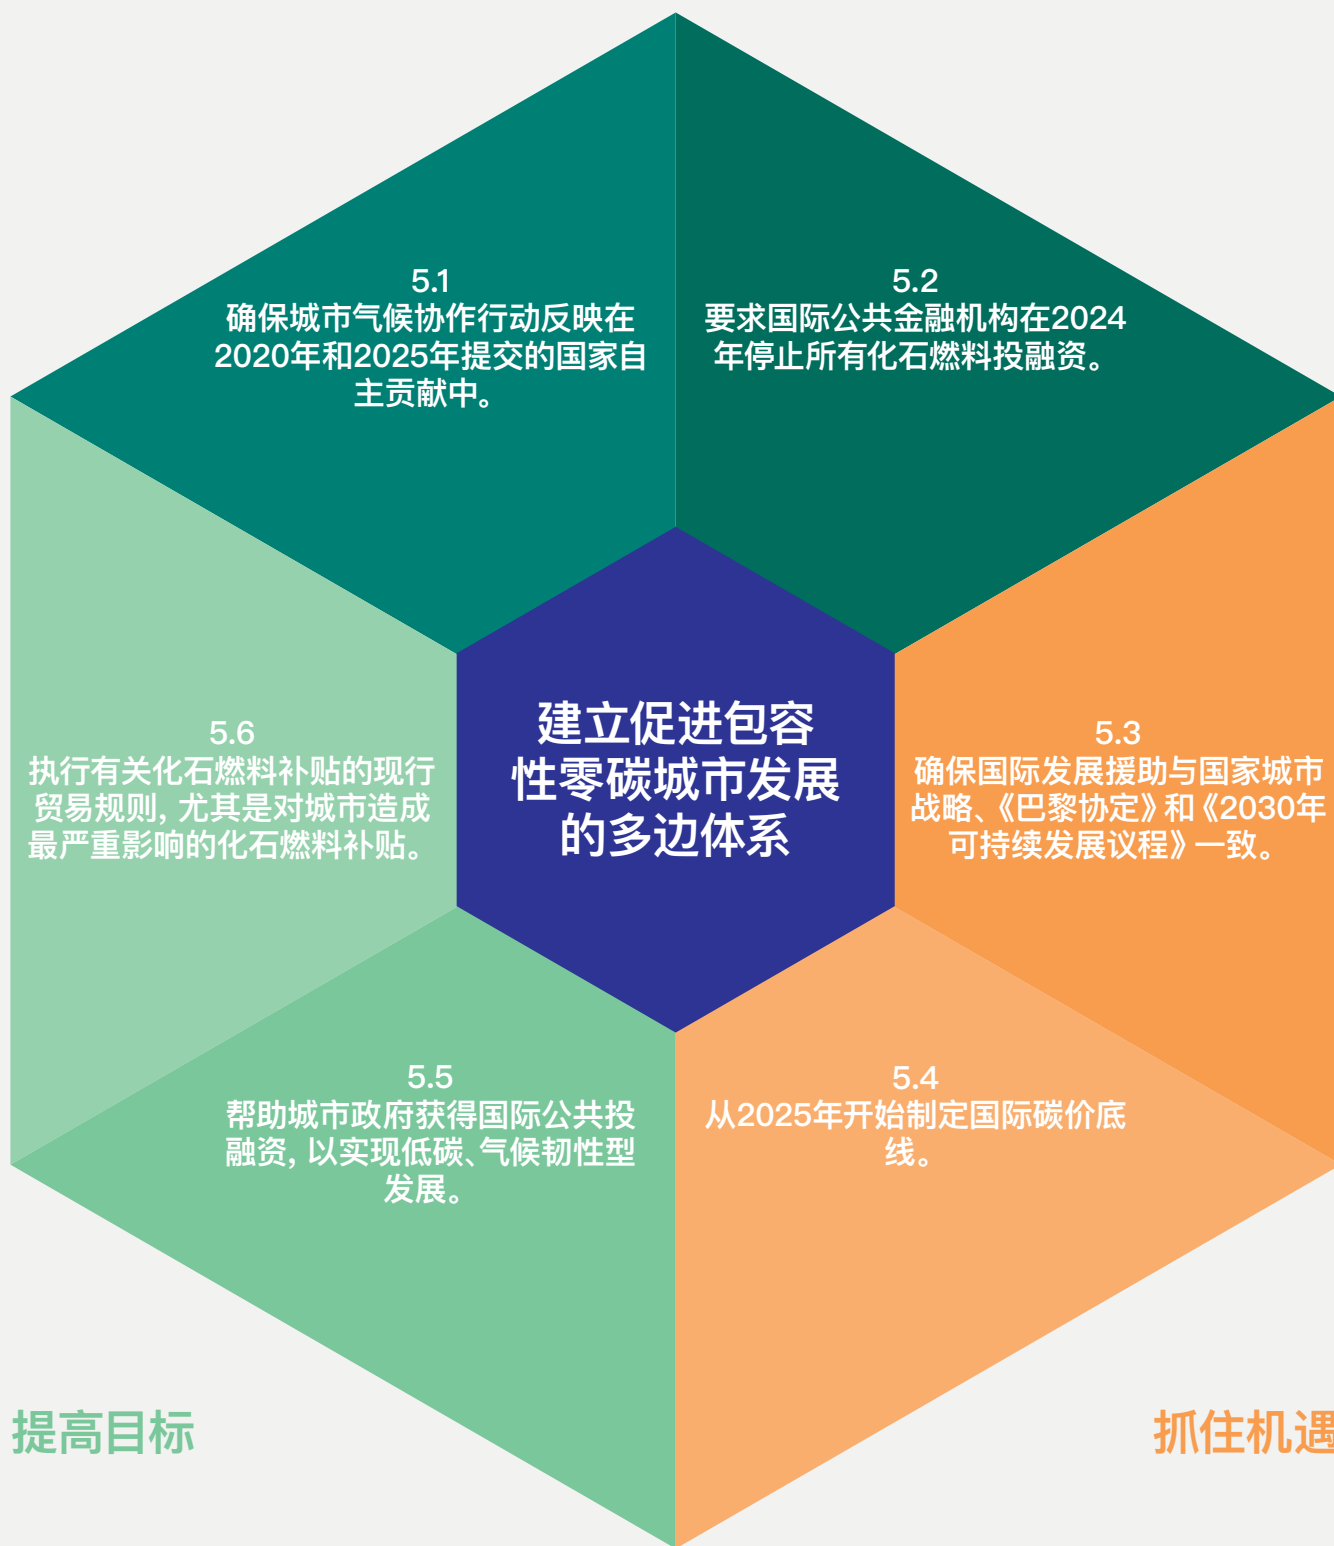 5.1
确保城市气候协作行动反映在
2020年和2025年提交的国家自
主贡献中。
5.2
要求国际公共金融机构在2024
年停止所有化石燃料投融资。
5.6
执行有关化石燃料补贴的现行
贸易规则, 尤其是对城市造成
最严重影响的化石燃料补贴。
建立促进包容
性零碳城市发展
的多边体系
5.3
确保国际发展援助与国家城市
战略、《巴黎协定》和《2030年
可持续发展议程》一致。
5.5
帮助城市政府获得国际公共投
融资, 以实现低碳、气候韧性型
发展。
5.4
从2025年开始制定国际碳价底
线。
提高目标
抓住机遇